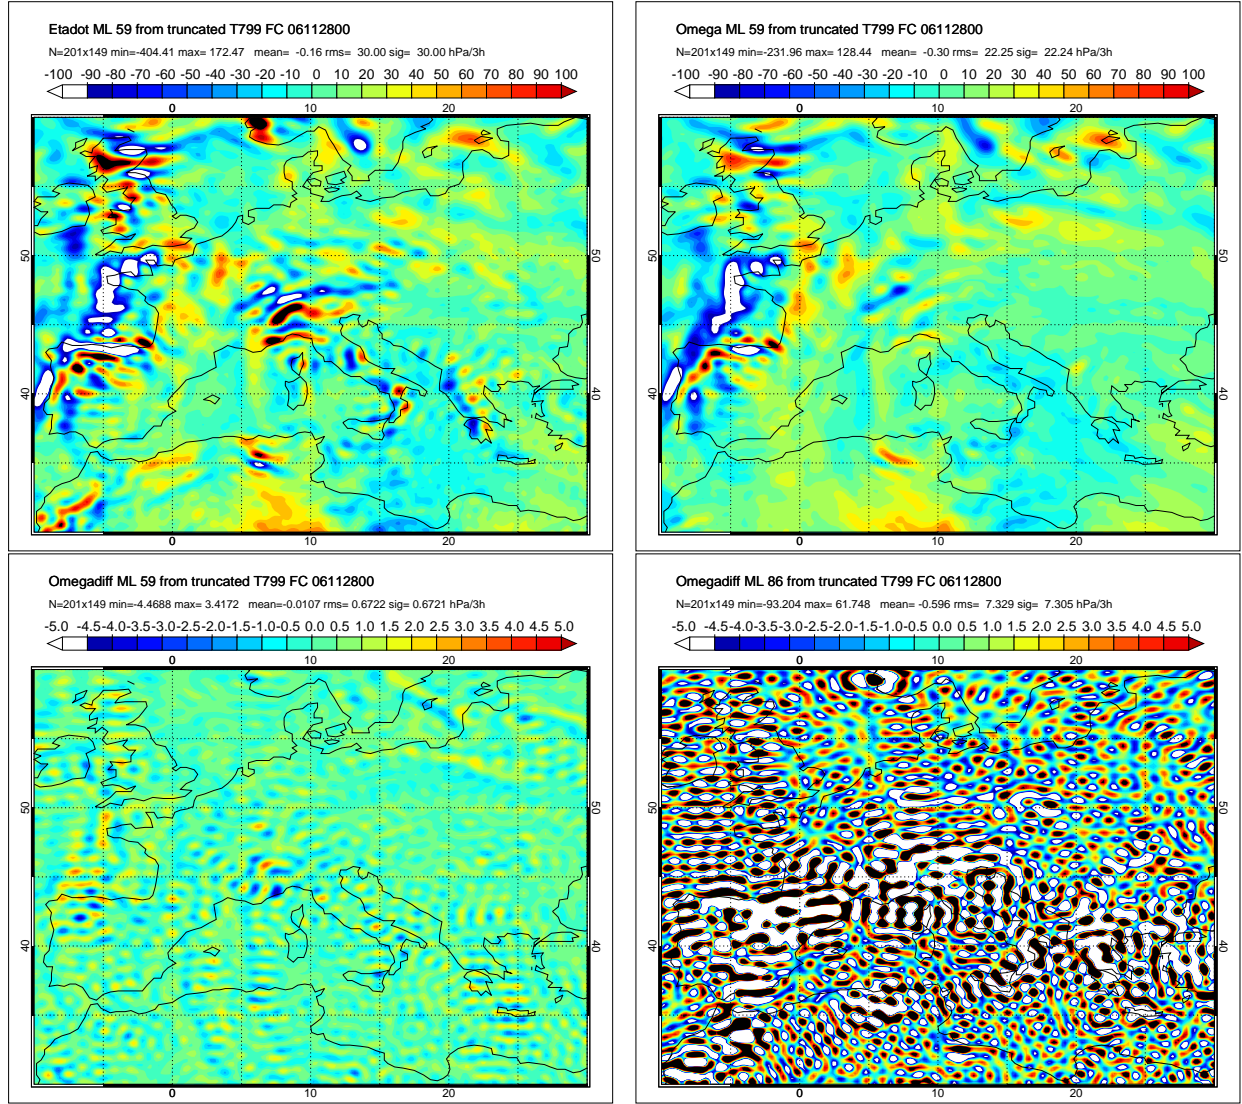 Etadot ML 59 from truncated T799 FC 06112800
N=201x149 min=-404.41 max= 172.47 mean= -0.16 rms= 30.00 sig= 30.00 hPa/3h
-100 -90 -80 -70 -60 -50 -40 -30 -20 -10 0 10 20 30 40 50 60 70 80 90 100
0 10 20
50
40
0 10 20
Omega ML 59 from truncated T799 FC 06112800
N=201x149 min=-231.96 max= 128.44 mean= -0.30 rms= 22.25 sig= 22.24 hPa/3h
-100 -90 -80 -70 -60 -50 -40 -30 -20 -10 0 10 20 30 40 50 60 70 80 90 100
0 10 20
50
40
0 10 20
Omegadiff ML 59 from truncated T799 FC 06112800
N=201x149 min=-4.4688 max= 3.4172 mean=-0.0107 rms= 0.6722 sig= 0.6721 hPa/3h
-5.0 -4.5-4.0-3.5-3.0-2.5-2.0-1.5-1.0-0.5 0.0 0.5 1.0 1.5 2.0 2.5 3.0 3.5 4.0 4.5 5.0
0 10 20
50
40
0 10 20
Omegadiff ML 86 from truncated T799 FC 06112800
N=201x149 min=-93.204 max= 61.748 mean= -0.596 rms= 7.329 sig= 7.305 hPa/3h
-5.0 -4.5-4.0-3.5-3.0-2.5-2.0-1.5-1.0-0.5 0.0 0.5 1.0 1.5 2.0 2.5 3.0 3.5 4.0 4.5 5.0
0 10 20
50
40
0 10 20